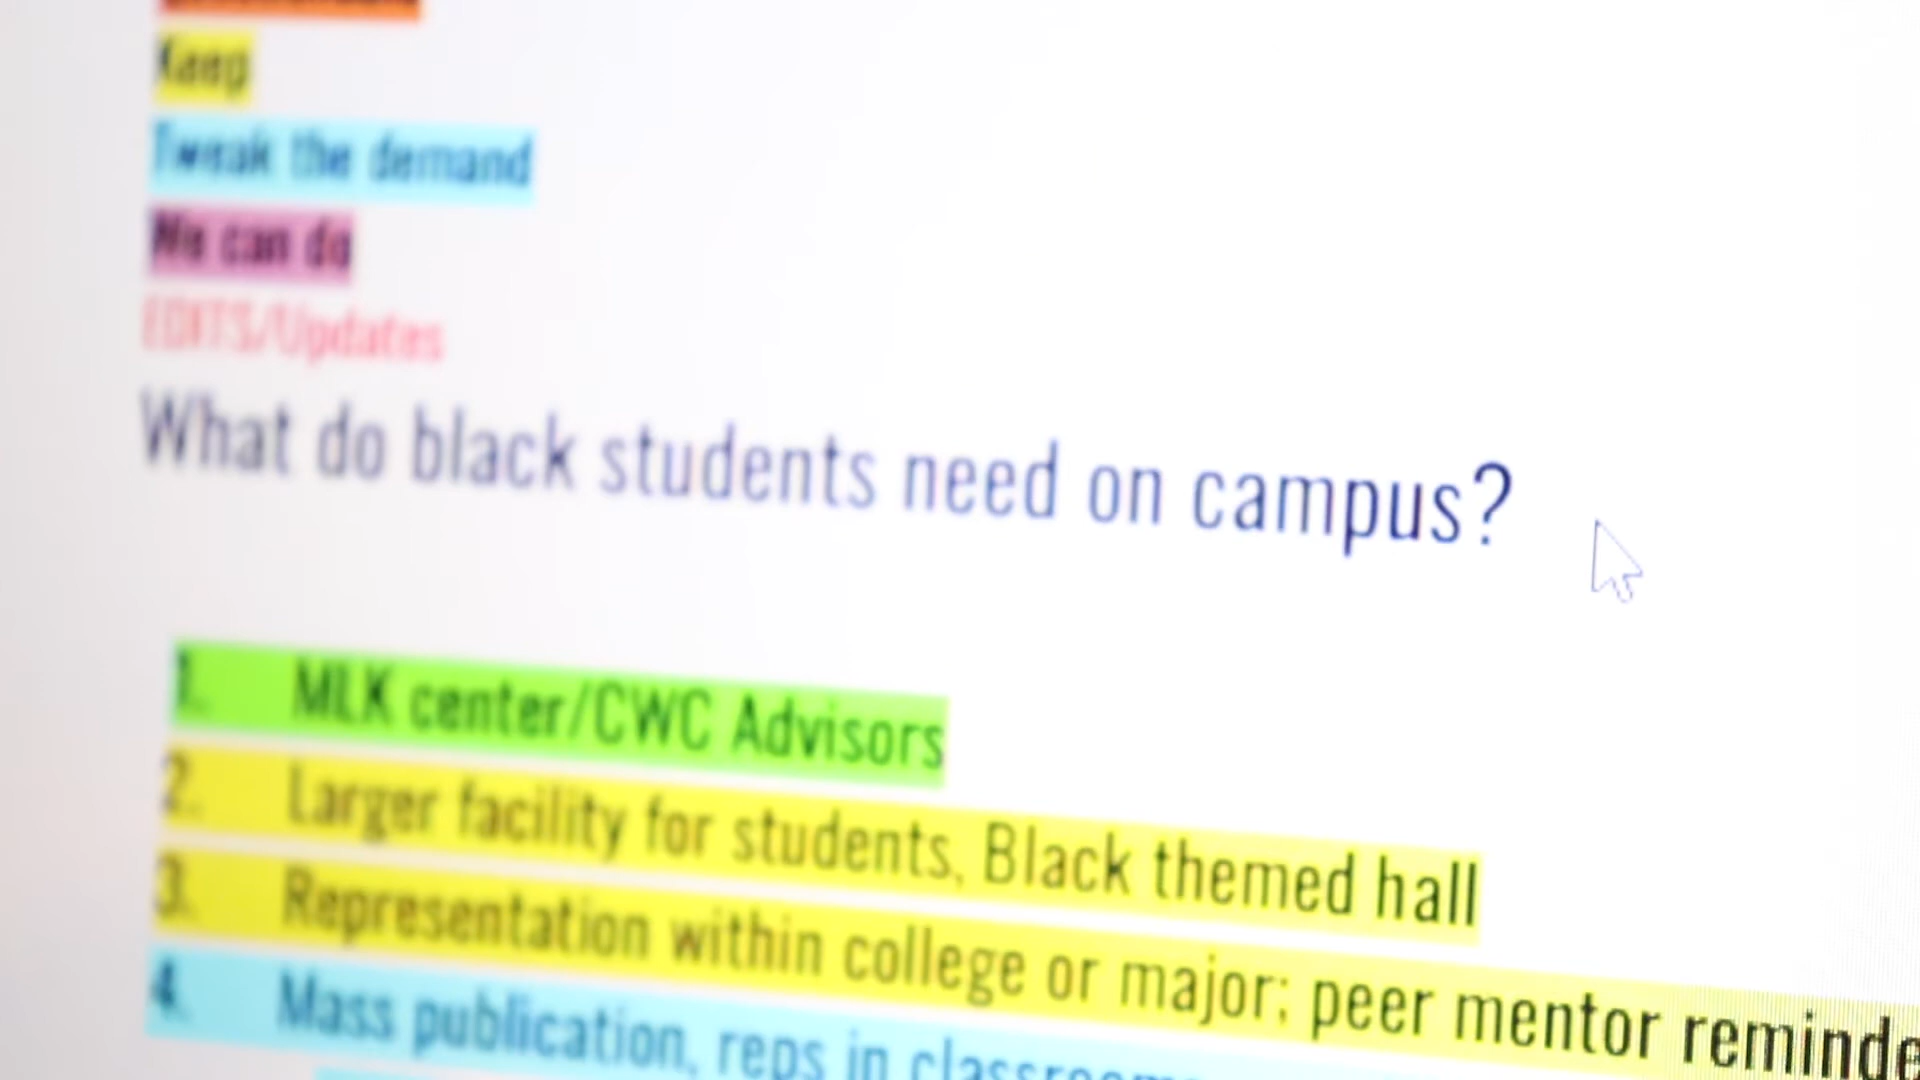 Keep
Tweak the demand
We can do
EDITS/Updates
What do black students need on campus?
1. MLK center/CWC Advisors
2. Larger facility for students, Black themed hall
3. Representation within college or major; peer mentor reminde
4. Mass publication, reps in classrooms